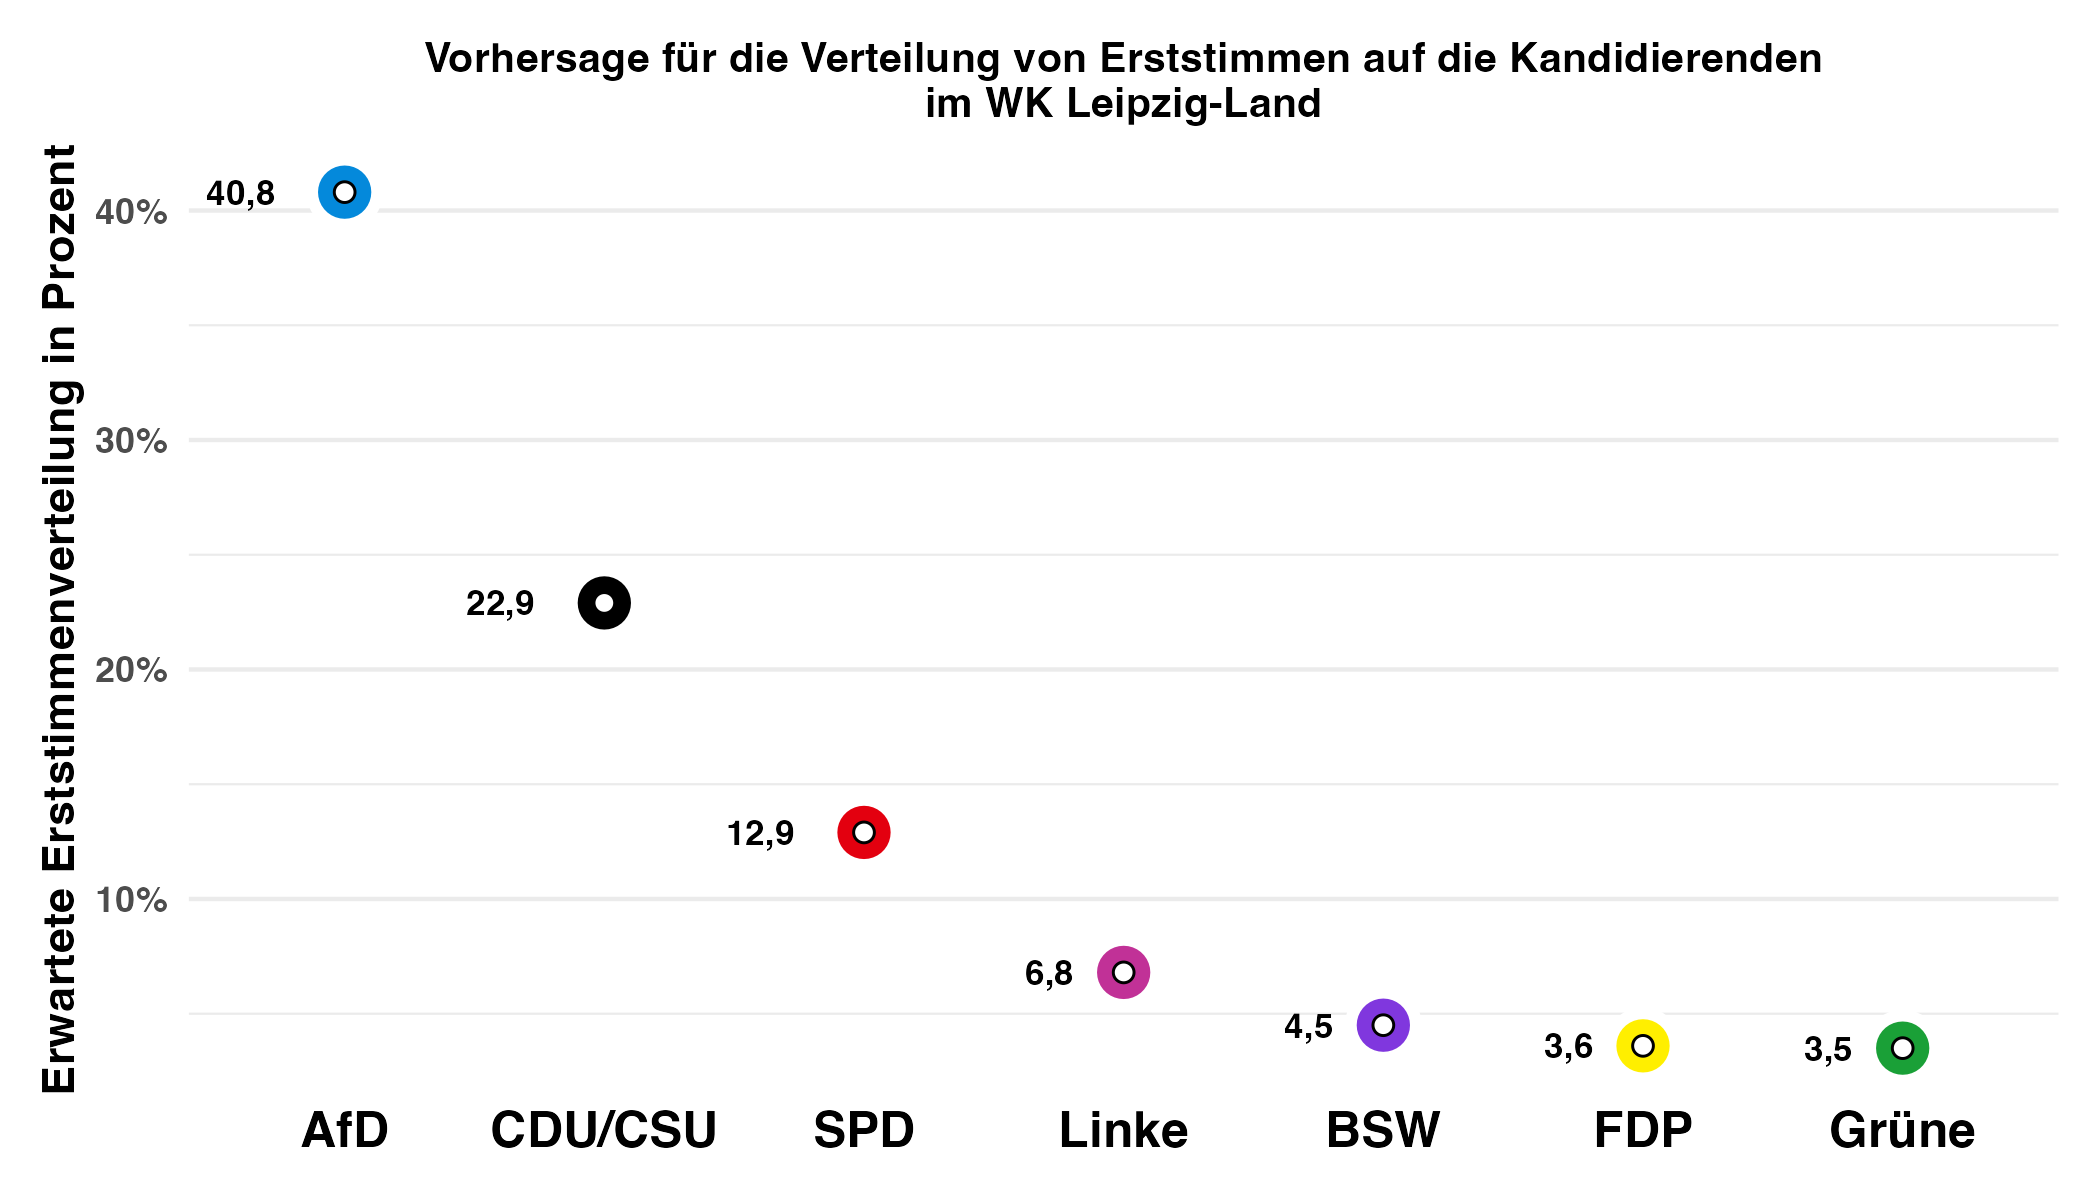 Vorhersage für die Verteilung von Erststimmen auf die Kandidierenden
im WK Leipzig-Land
Erwartete Erststimmenverteilung in Prozent
40%
30%
20%
10%
40,8
22,9
12,9
6,8
4,5
3,6
3,5
AfD
CDU/CSU
SPD
Linke
BSW
FDP
Grüne